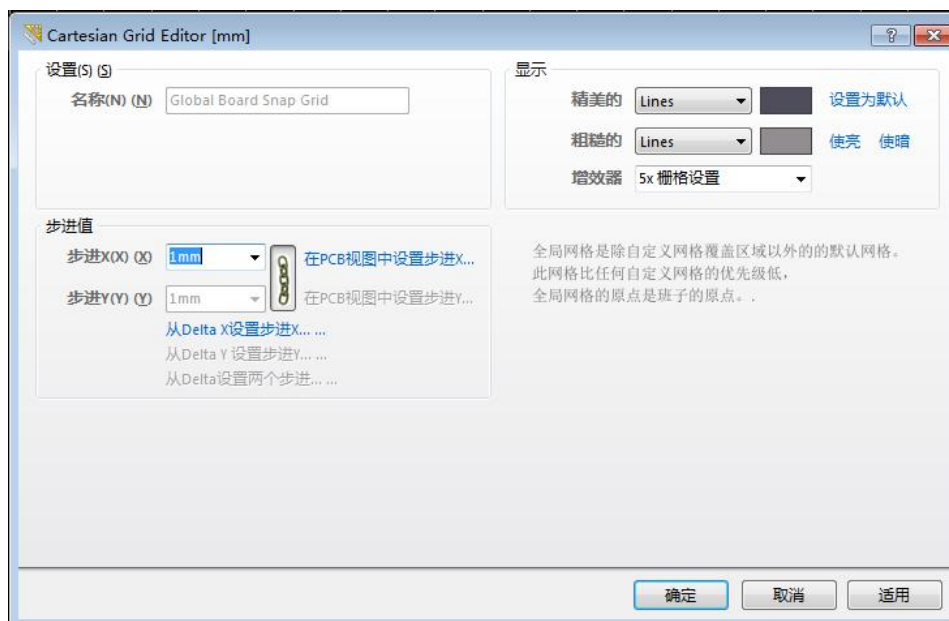 Cartesian Grid Editor [mm]
设置(S) (S)
名称(N) (N) Global Board Snap Grid
显示
精美的 Lines 设置为默认
粗糙的 Lines 使亮 使暗
增效器 5x 栅格设置
步进值
步进X(X) (X) 1mm 在PCB视图中设置步进X...
步进Y(Y) (Y) 1mm 在PCB视图中设置步进Y...
从Delta X设置步进X... ...
从Delta Y 设置步进Y... ...
从Delta设置两个步进... ...
全局网格是除自定义网格覆盖区域以外的的默认网格。
此网格比任何自定义网格的优先级低，
全局网格的原点是班子的原点。.
确定 取消 适用